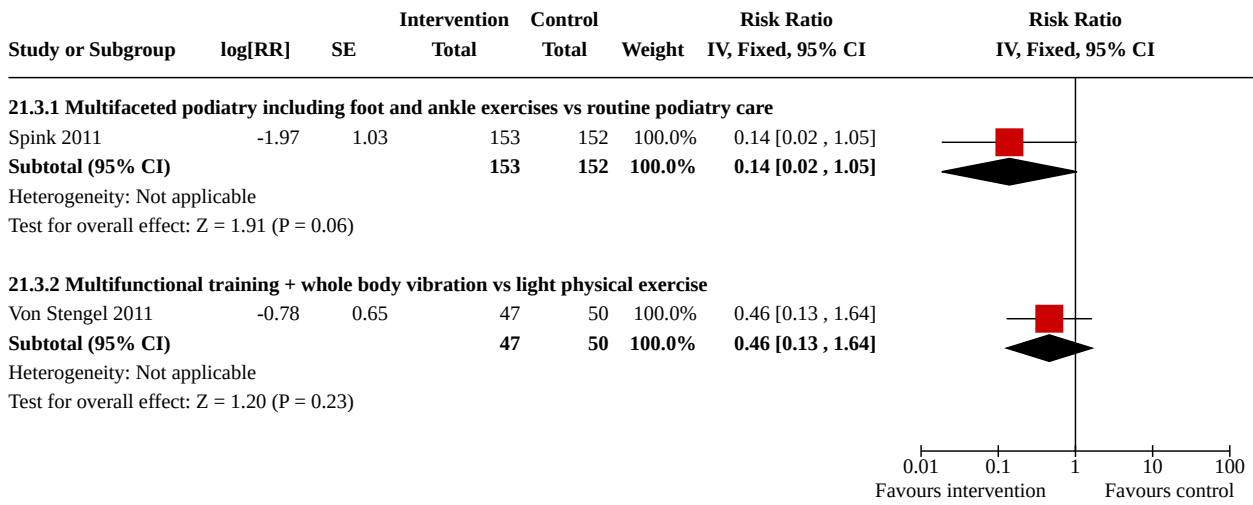 Intervention Control Risk Ratio Risk Ratio
Study or Subgroup log[RR] SE Total Total Weight IV, Fixed, 95% CI IV, Fixed, 95% CI
21.3.1 Multifaceted podiatry including foot and ankle exercises vs routine podiatry care
Spink 2011 -1.97 1.03 153 152 100.0% 0.14 [0.02 , 1.05]
Subtotal (95% CI) 153 152 100.0% 0.14 [0.02 , 1.05]
Heterogeneity: Not applicable
Test for overall effect: Z = 1.91 (P = 0.06)
21.3.2 Multifunctional training + whole body vibration vs light physical exercise
Von Stengel 2011 -0.78 0.65 47 50 100.0% 0.46 [0.13 , 1.64]
Subtotal (95% CI) 47 50 100.0% 0.46 [0.13 , 1.64]
Heterogeneity: Not applicable
Test for overall effect: Z = 1.20 (P = 0.23)
0.01 0.1 1 10 100
Favours intervention Favours control